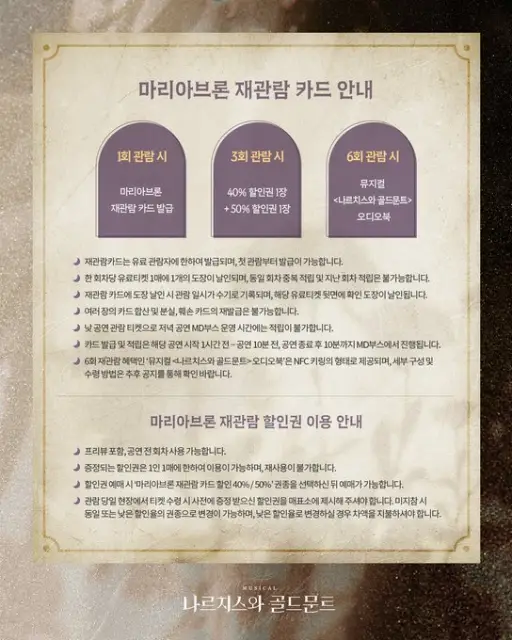 마리아브론 재관람 카드 안내
1회 관람 시
마리아브론
재관람 카드 발급
3회 관람 시
40% 할인권 1장
+ 50% 할인권 1장
6회 관람 시
뮤지컬
<나르치스와 골드문트>
오디오북
재관람카드는 유료 관람자에 한하여 발급되며, 첫 관람부터 발급이 가능합니다.
한 회차당 유료티켓 1매에 1개의 도장이 날인되며, 동일 회차 중복 적립 및 지난 회차 적립은 불가능합니다.
재관람 카드에 도장 날인 시 관람 일시가 수기로 기록되며, 해당 유료티켓 뒷면에 확인 도장이 날인됩니다.
여러 장의 카드 합산 및 분실, 훼손 카드의 재발급은 불가능합니다.
낮 공연 관람 티켓으로 저녁 공연 MD부스 운영 시간에는 적립이 불가합니다.
카드 발급 및 적립은 해당 공연 시작 1시간 전 ~ 공연 10분 전, 공연 종료 후 10분까지 MD부스에서 진행됩니다.
6회 재관람 혜택인 '뮤지컬 <나르치스와 골드문트> 오디오북'은 NFC 키링의 형태로 제공되며, 세부 구성 및
수령 방법은 추후 공지를 통해 확인 바랍니다.
마리아브론 재관람 할인권 이용 안내
프리뷰 포함, 공연 전 회차 사용 가능합니다.
증정되는 할인권은 1인 1매에 한하여 이용이 가능하며, 재사용이 불가합니다.
할인권 예매 시 '마리아브론 재관람 카드 할인 40% / 50%' 권종을 선택하신 뒤 예매가 가능합니다.
관람 당일 현장에서 티켓 수령 시 사전에 증정 받으신 할인권을 매표소에 제시해 주셔야 합니다. 미지참 시
동일 또는 낮은 할인율의 권종으로 변경이 가능하며, 낮은 할인율로 변경하실 경우 차액을 지불하셔야 합니다.
MUSICAL
나르치스와 골드문트